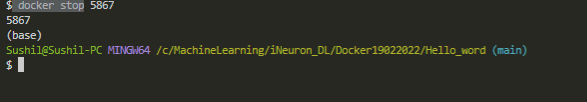 $ docker stop 5867
5867
(base)
Sushil@Sushil-PC MINGW64 /c/MachineLearning/iNeuron_DL/Docker19022022/Hello_word (main)
$